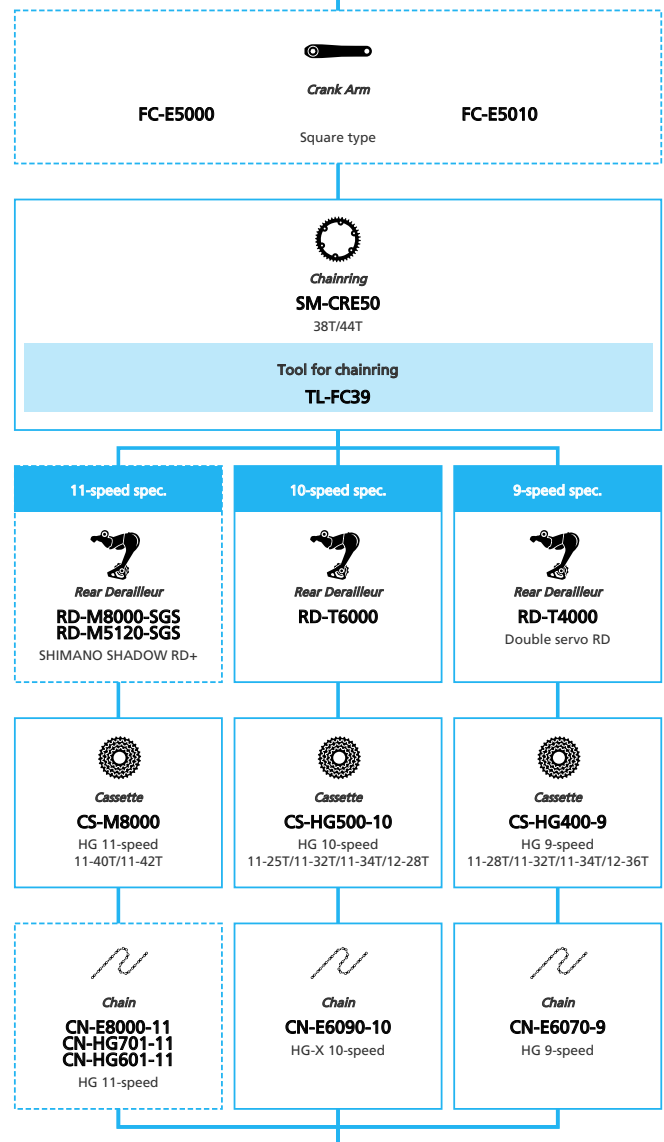 Crank Arm
FC-E5000
FC-E5010
Square type
Chainring
SM-CRE50
38T/44T
Tool for chainring
TL-FC39
11-speed spec.
Rear Derailleur
RD-M8000-SGS
RD-M5120-SGS
SHIMANO SHADOW RD+
10-speed spec.
Rear Derailleur
RD-T6000
9-speed spec.
Rear Derailleur
RD-T4000
Double servo RD
Cassette
CS-M8000
HG 11-speed
11-40T/11-42T
Cassette
CS-HG500-10
HG 10-speed
11-25T/11-32T/11-34T/12-28T
Cassette
CS-HG400-9
HG 9-speed
11-28T/11-32T/11-34T/12-36T
Chain
CN-E8000-11
CN-HG701-11
CN-HG601-11
HG 11-speed
Chain
CN-E6090-10
HG-X 10-speed
Chain
CN-E6070-9
HG 9-speed